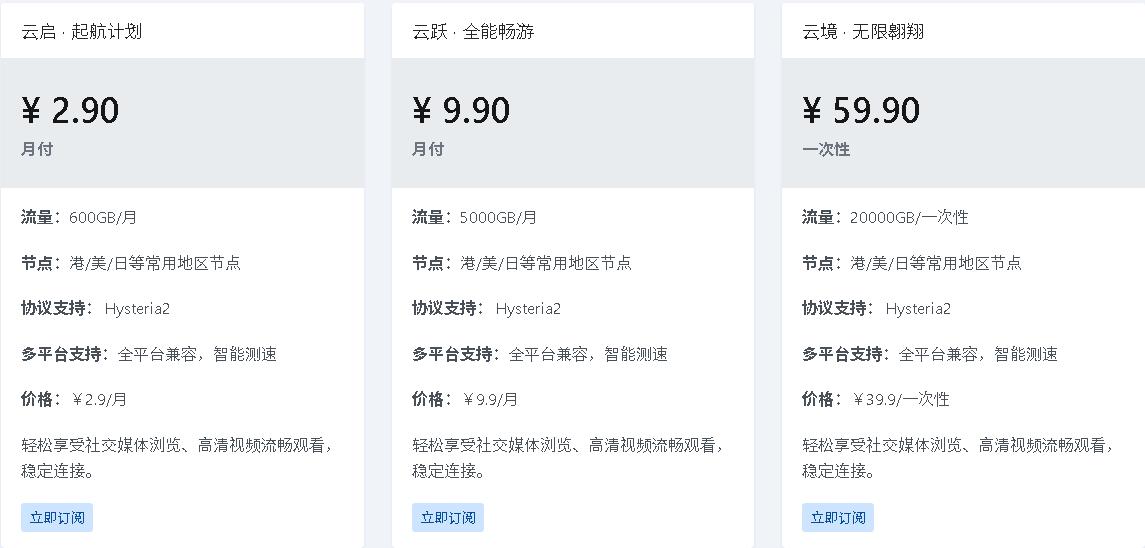 云启 · 起航计划
¥ 2.90
月付
流量：600GB/月
节点：港/美/日等常用地区节点
协议支持： Hysteria2
多平台支持：全平台兼容，智能测速
价格：￥2.9/月
轻松享受社交媒体浏览、高清视频流畅观看，
稳定连接。
立即订阅
云跃 · 全能畅游
¥ 9.90
月付
流量：5000GB/月
节点：港/美/日等常用地区节点
协议支持： Hysteria2
多平台支持：全平台兼容，智能测速
价格：￥9.9/月
轻松享受社交媒体浏览、高清视频流畅观看，
稳定连接。
立即订阅
云境 · 无限翱翔
¥ 59.90
一次性
流量：20000GB/一次性
节点：港/美/日等常用地区节点
协议支持： Hysteria2
多平台支持：全平台兼容，智能测速
价格：￥39.9/一次性
轻松享受社交媒体浏览、高清视频流畅观看，
稳定连接。
立即订阅